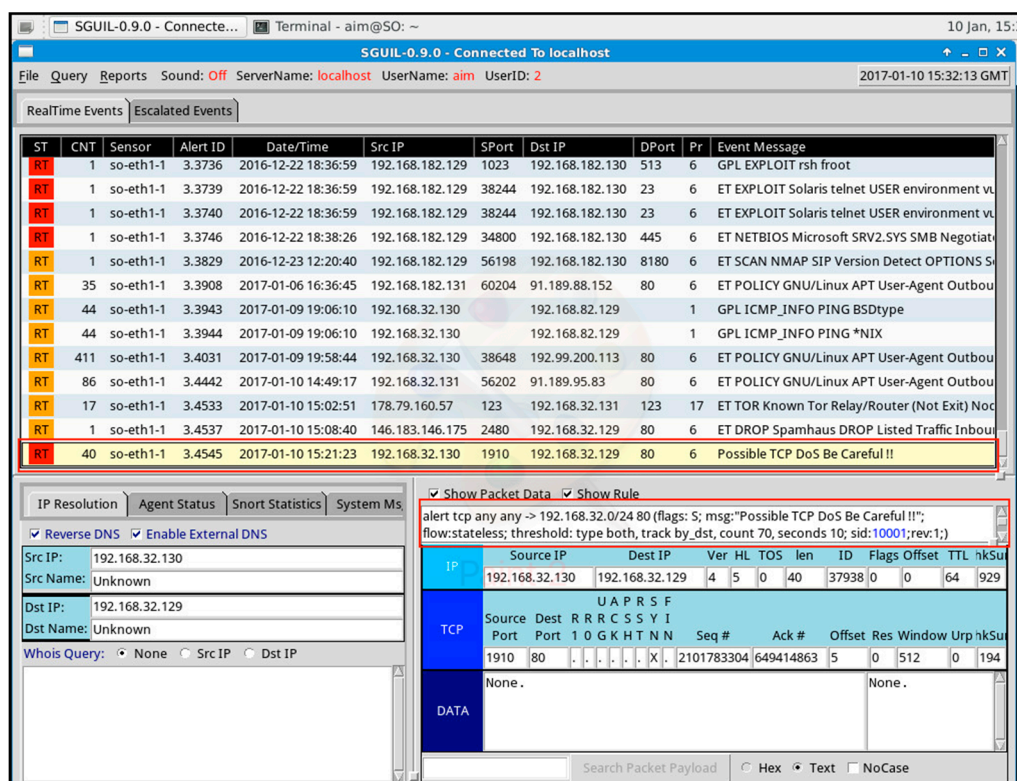 SGUIL-0.9.0 - Connecte... Terminal - aim@SO: ~ 10 Jan, 15:
SGUIL-0.9.0 - Connected To localhost
File Query Reports Sound: Off ServerName: localhost UserName: aim UserID: 2 2017-01-10 15:32:13 GMT
RealTime Events Escalated Events
ST CNT Sensor Alert ID Date/Time Src IP SPort Dst IP DPort Pr Event Message
RT 1 so-eth1-1 3.3736 2016-12-22 18:36:59 192.168.182.129 1023 192.168.182.130 513 6 GPL EXPLOIT rsh froot
RT 1 so-eth1-1 3.3739 2016-12-22 18:36:59 192.168.182.129 38244 192.168.182.130 23 6 ET EXPLOIT Solaris telnet USER environment vu
RT 1 so-eth1-1 3.3740 2016-12-22 18:36:59 192.168.182.129 38244 192.168.182.130 23 6 ET EXPLOIT Solaris telnet USER environment vu
RT 1 so-eth1-1 3.3746 2016-12-22 18:38:26 192.168.182.129 34800 192.168.182.130 445 6 ET NETBIOS Microsoft SRV2.SYS SMB Negotiat
RT 1 so-eth1-1 3.3829 2016-12-23 12:20:40 192.168.182.129 56198 192.168.182.130 8180 6 ET SCAN NMAP SIP Version Detect OPTIONS S
RT 35 so-eth1-1 3.3908 2017-01-06 16:36:45 192.168.182.131 60204 91.189.88.152 80 6 ET POLICY GNU/Linux APT User-Agent Outbou
RT 44 so-eth1-1 3.3943 2017-01-09 19:06:10 192.168.32.130 192.168.82.129 1 GPL ICMP_INFO PING BSDtype
RT 44 so-eth1-1 3.3944 2017-01-09 19:06:10 192.168.32.130 192.168.82.129 1 GPL ICMP_INFO PING *NIX
RT 411 so-eth1-1 3.4031 2017-01-09 19:58:44 192.168.32.130 38648 192.99.200.113 80 6 ET POLICY GNU/Linux APT User-Agent Outbou
RT 86 so-eth1-1 3.4442 2017-01-10 14:49:17 192.168.32.131 56202 91.189.95.83 80 6 ET POLICY GNU/Linux APT User-Agent Outbou
RT 17 so-eth1-1 3.4533 2017-01-10 15:02:51 178.79.160.57 123 192.168.32.131 123 17 ET TOR Known Tor Relay/Router (Not Exit) Noc
RT 1 so-eth1-1 3.4537 2017-01-10 15:08:40 146.183.146.175 2480 192.168.32.129 80 6 ET DROP Spamhaus DROP Listed Traffic Inbour
RT 40 so-eth1-1 3.4545 2017-01-10 15:21:23 192.168.32.130 1910 192.168.32.129 80 6 Possible TCP DoS Be Careful !!
IP Resolution Agent Status Snort Statistics System Ms
Reverse DNS Enable External DNS
Src IP: 192.168.32.130
Src Name: Unknown
Dst IP: 192.168.32.129
Dst Name: Unknown
Whois Query: None Src IP Dst IP
Show Packet Data Show Rule
alert tcp any any -> 192.168.32.0/24 80 (flags: S; msg:"Possible TCP DoS Be Careful !!";
flow:stateless; threshold: type both, track by_dst, count 70, seconds 10; sid:10001;rev:1;)
IP
Source IP Dest IP Ver HL TOS len ID Flags Offset TTL hkSu
192.168.32.130 192.168.32.129 4 5 0 40 37938 0 0 64 929
TCP
U A P R S F
Source Dest R R R C S S Y I
Port Port 1 0 G K H T N N Seq # Ack # Offset Res Window Urp hkSu
1910 80 . . . . . . X . 2101783304 649414863 5 0 512 0 194
DATA
None. None.
Search Packet Payload Hex Text NoCase